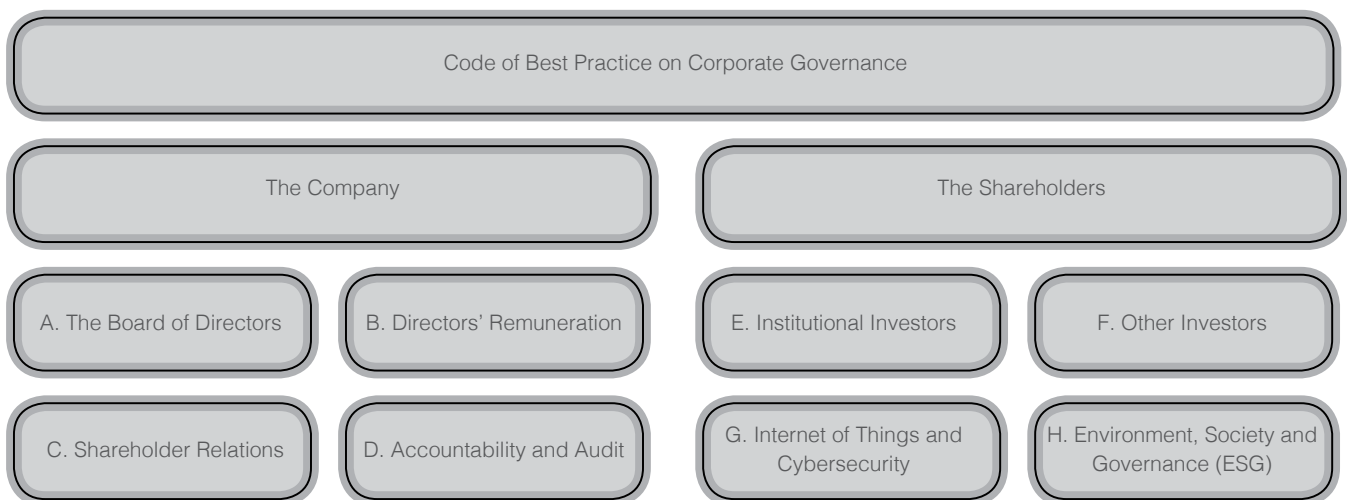 Code of Best Practice on Corporate Governance
The Company
The Shareholders
A. The Board of Directors
B. Directors’ Remuneration
E. Institutional Investors
F. Other Investors
C. Shareholder Relations
D. Accountability and Audit
G. Internet of Things and
Cybersecurity
H. Environment, Society and
Governance (ESG)